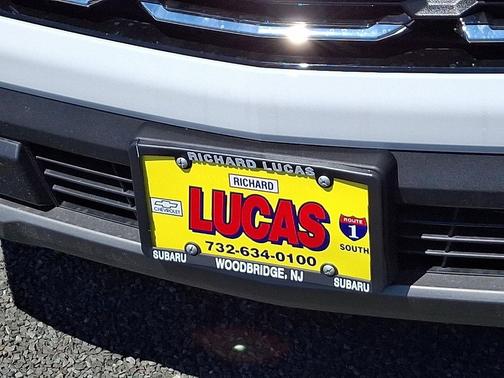 RICHARD LUCAS
RICHARD
CHEVROLET
LUCAS
ROUTE
1
SOUTH
732-634-0100
SUBARU
WOODBRIDGE, NJ
SUBARU